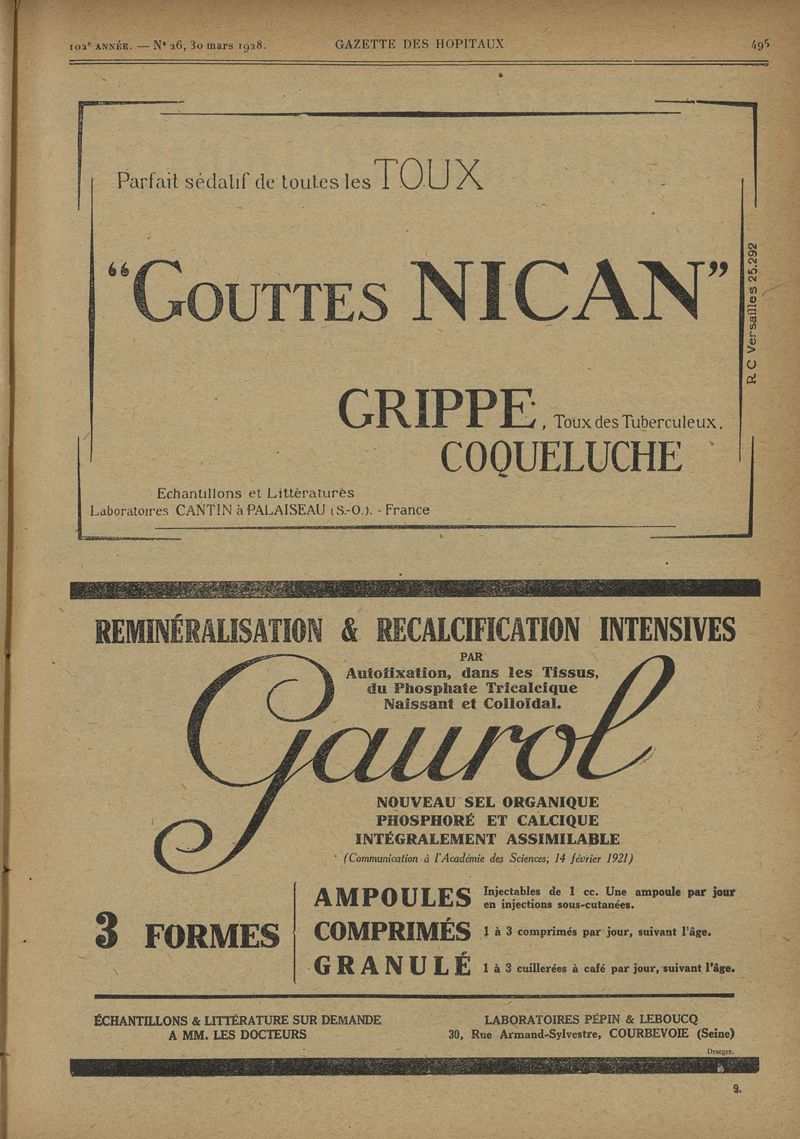 102e ANNÉE. — N° 26, 30 mars 1928. GAZETTE DES HOPITAUX 495
Parfait sédatif de toutes les TOUX
“GOUTTES NICAN”
R C Versailles 25.292
GRIPPE, Toux des Tuberculeux,
COQUELUCHE
Echantillons et Littératures
Laboratoires CANTIN à PALAISEAU (S.-O.). - France
REMINÉRALISATION & RECALCIFICATION INTENSIVES
PAR
Autofixation, dans les Tissus,
du Phosphate Tricalcique
Naissant et Colloïdal.
Gaurol
NOUVEAU SEL ORGANIQUE
PHOSPHORÉ ET CALCIQUE
INTÉGRALEMENT ASSIMILABLE
(Communication à l'Académie des Sciences; 14 février 1921)
3 FORMES
AMPOULES Injectables de 1 cc. Une ampoule par jour
en injections sous-cutanées.
COMPRIMÉS 1 à 3 comprimés par jour, suivant l'âge.
GRANULÉ 1 à 3 cuillerées à café par jour, suivant l'âge.
ÉCHANTILLONS & LITTÉRATURE SUR DEMANDE
A MM. LES DOCTEURS
LABORATOIRES PÉPIN & LEBOUCQ
30, Rue Armand-Sylvestre, COURBEVOIE (Seine)
Draeger.
2.